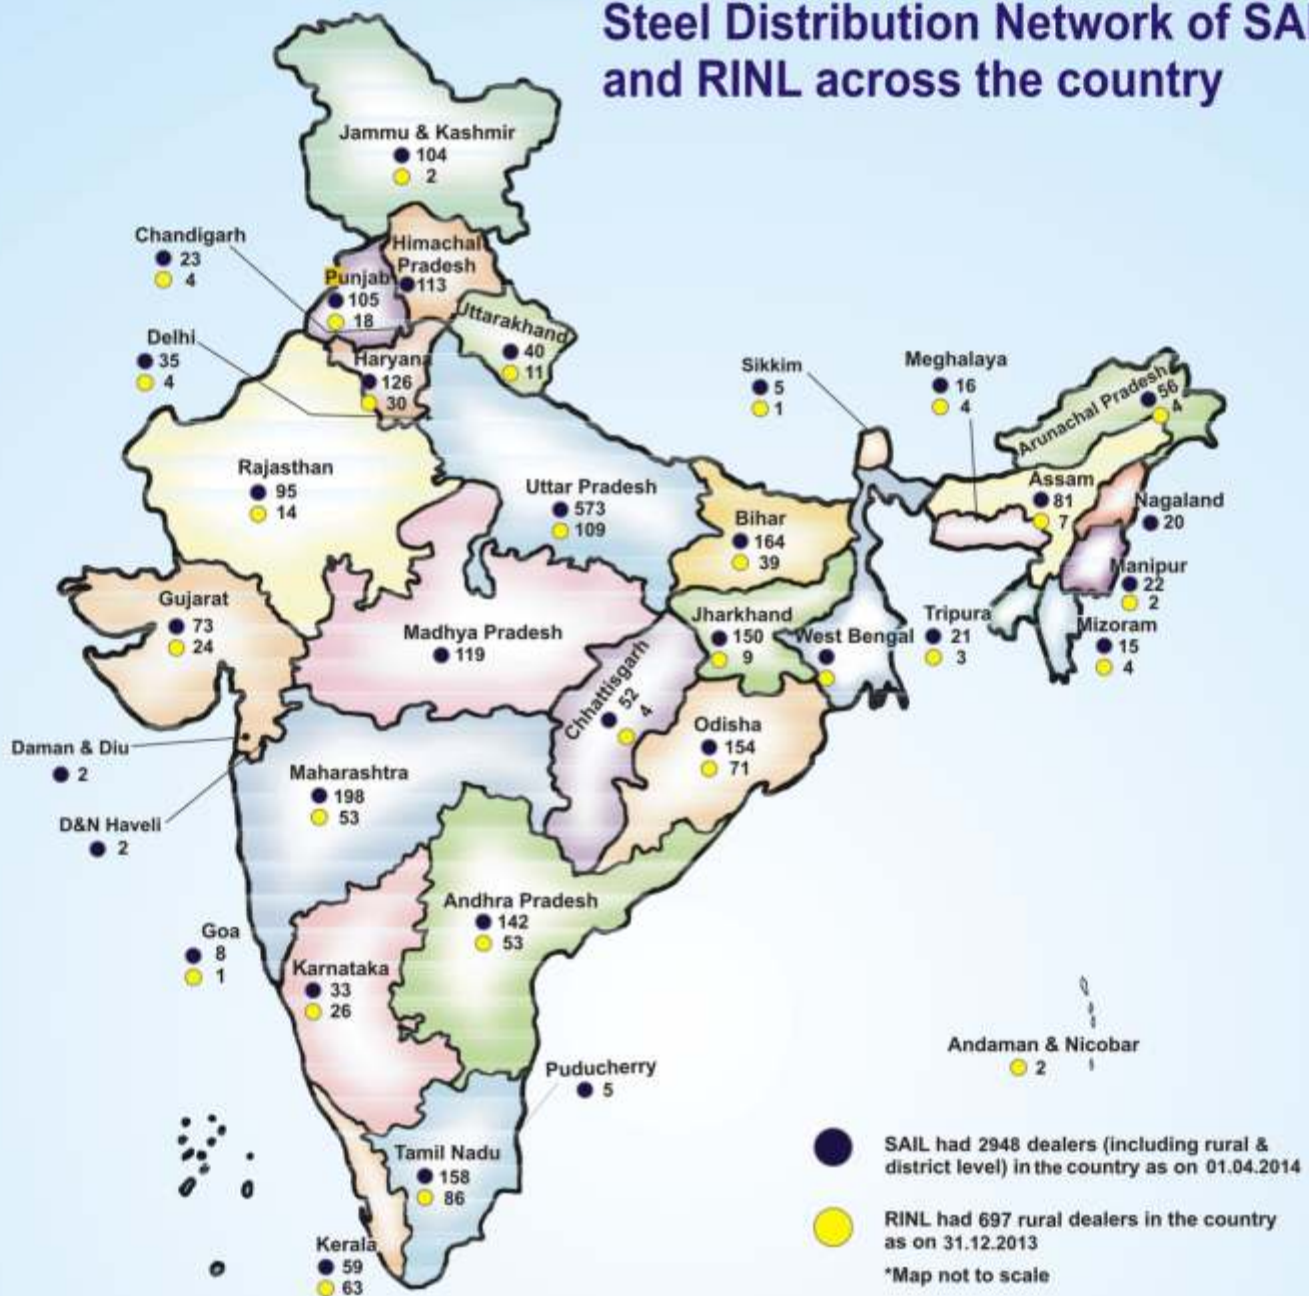 Steel Distribution Network of SAI
and RINL across the country
Jammu & Kashmir
104
2
Chandigarh
23
4
Himachal
Pradesh
113
Punjab
105
18
Uttarakhand
40
11
Delhi
35
4
Haryana
126
30
Sikkim
5
1
Meghalaya
16
4
Arunachal Pradesh
56
4
Rajasthan
95
14
Uttar Pradesh
573
109
Bihar
164
39
Assam
81
7
Nagaland
20
Manipur
22
2
Gujarat
73
24
Madhya Pradesh
119
Jharkhand
150
9
West Bengal
Tripura
21
3
Mizoram
15
4
Chhattisgarh
52
4
Odisha
154
71
Daman & Diu
2
Maharashtra
198
53
D&N Haveli
2
Andhra Pradesh
142
53
Goa
8
1
Karnataka
33
26
Andaman & Nicobar
2
Puducherry
5
Tamil Nadu
158
86
Kerala
59
63
SAIL had 2948 dealers (including rural &
district level) in the country as on 01.04.2014
RINL had 697 rural dealers in the country
as on 31.12.2013
*Map not to scale